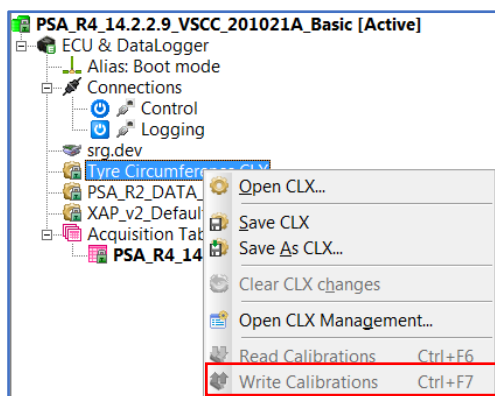 PSA_R4_14.2.2.9_VSCC_201021A_Basic [Active]
ECU & DataLogger
Alias: Boot mode
Connections
Control
Logging
srg.dev
Tyre Circumference.CLX
PSA_R2_DATA_
XAP_v2_Defaul
Acquisition Tab
PSA_R4_14
Open CLX...
Save CLX
Save As CLX...
Clear CLX changes
Open CLX Management...
Read Calibrations Ctrl+F6
Write Calibrations Ctrl+F7